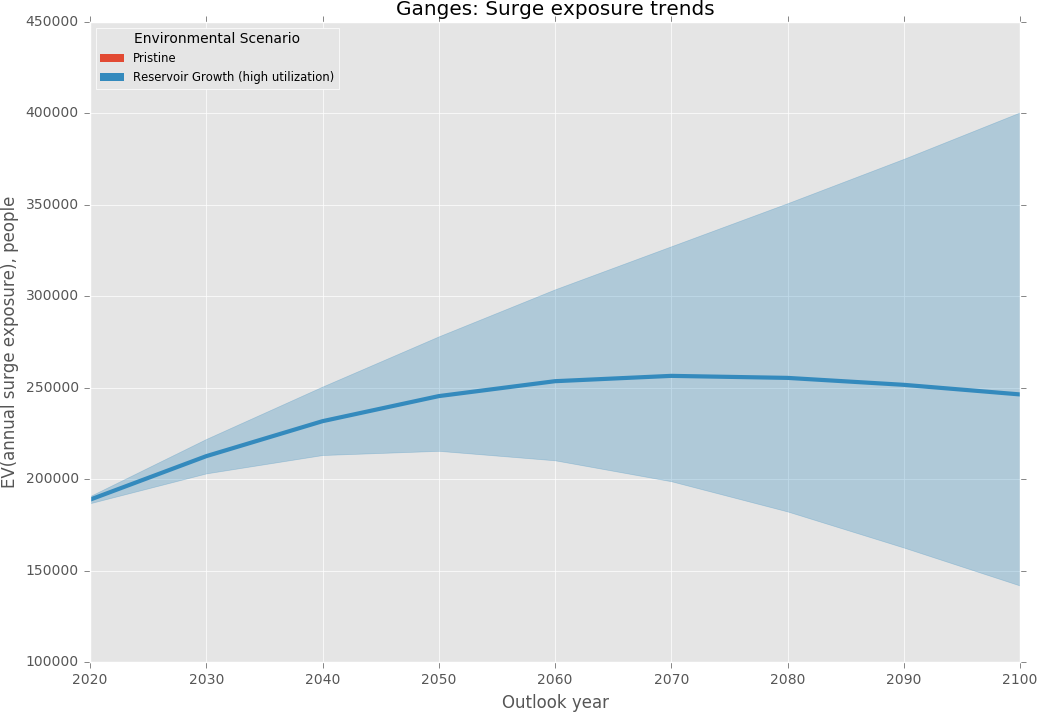 Ganges: Surge exposure trends
450000
400000
350000
300000
250000
200000
150000
100000
EV(annual surge exposure), people
Environmental Scenario
Pristine
Reservoir Growth (high utilization)
2020 2030 2040 2050 2060 2070 2080 2090 2100
Outlook year